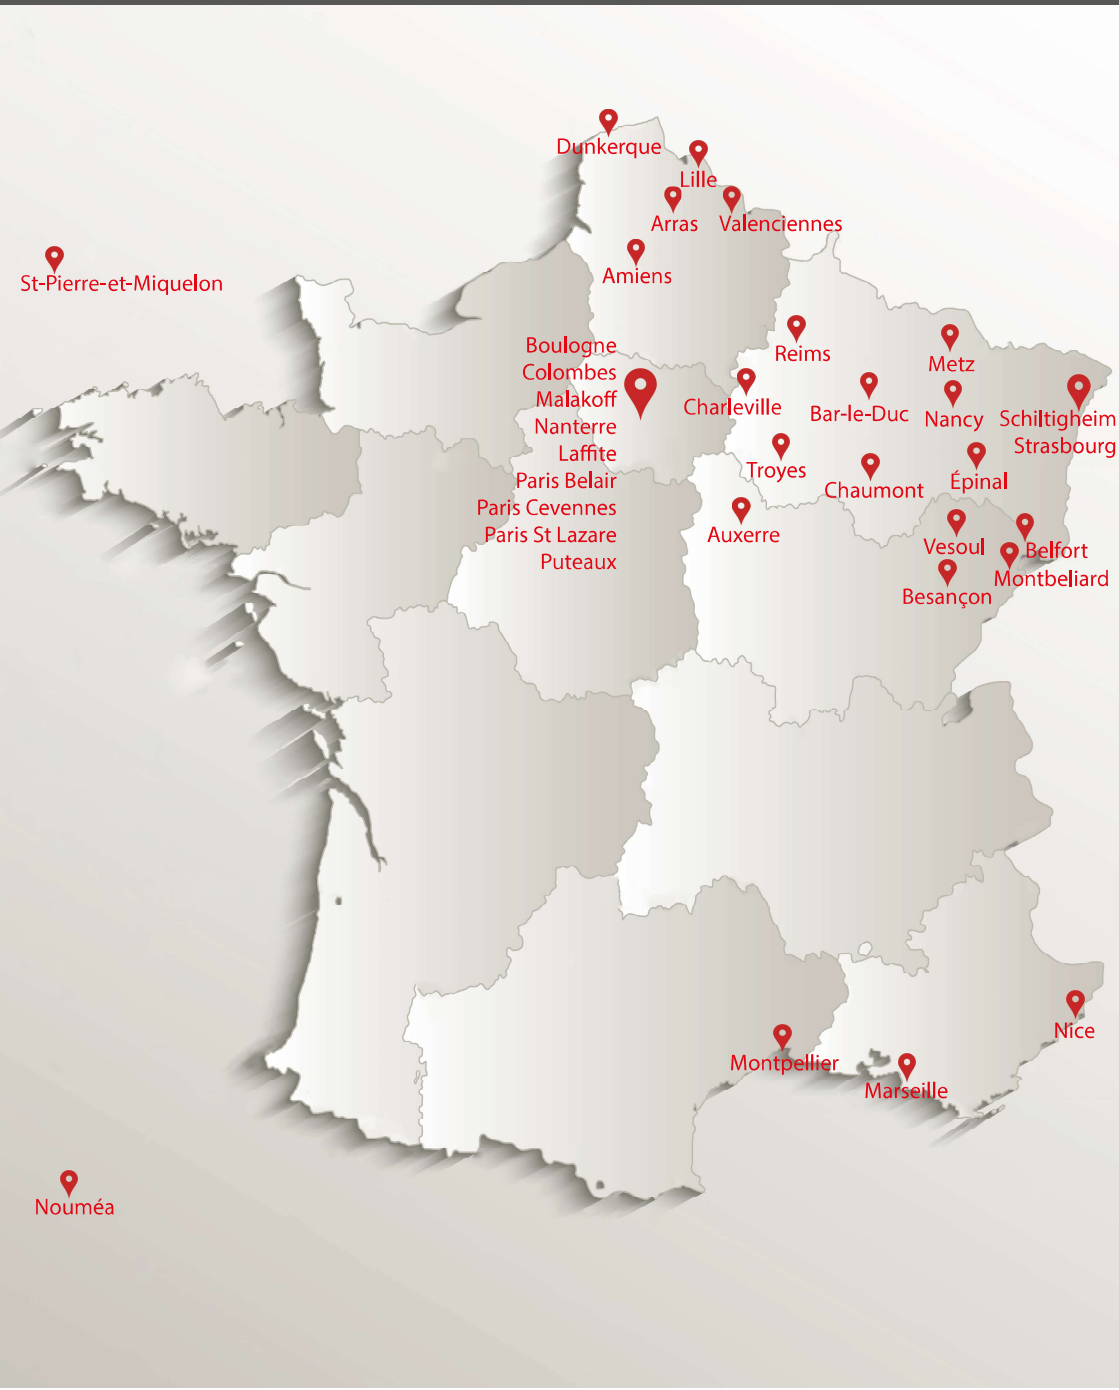 Dunkerque
Lille
Arras
Valenciennes
Amiens
St-Pierre-et-Miquelon
Boulogne
Colombes
Malakoff
Nanterre
Laffite
Paris Belair
Paris Cevennes
Paris St Lazare
Puteaux
Reims
Metz
Charleville
Bar-le-Duc
Nancy
Schiltigheim
Strasbourg
Troyes
Chaumont
Épinal
Auxerre
Vesoul
Belfort
Montbeliard
Besançon
Nice
Montpellier
Marseille
Nouméa